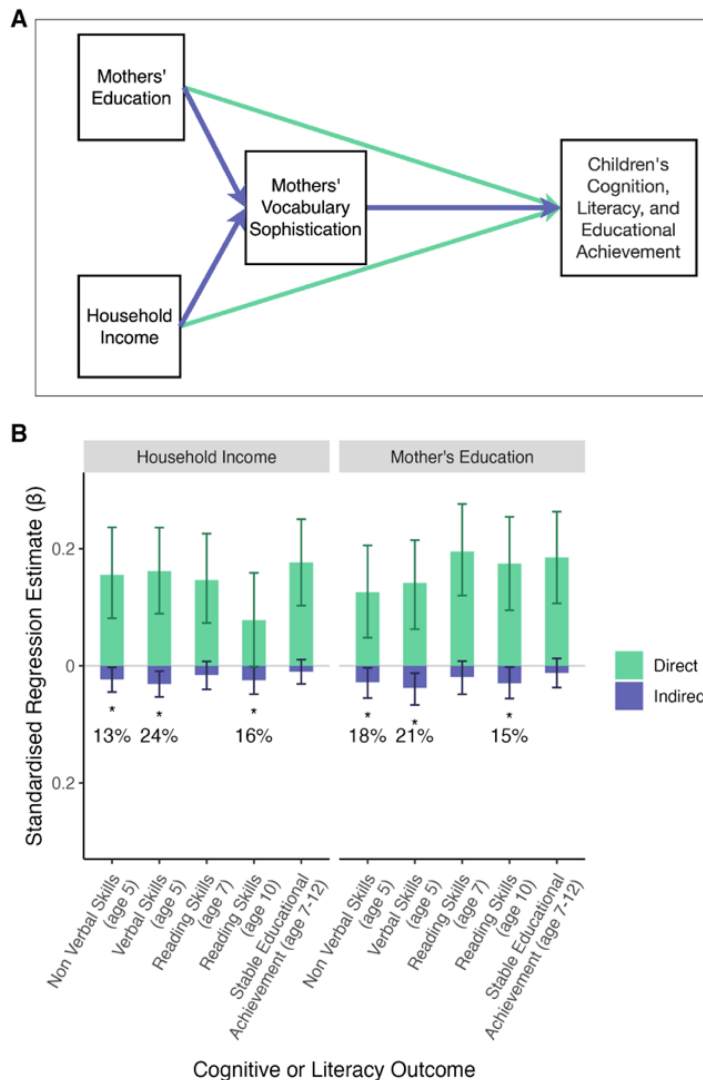 A
Mothers'
Education
Mothers'
Vocabulary
Sophistication
Children's
Cognition,
Literacy, and
Educational
Achievement
Household
Income
B
Household Income
Mother's Education
Standardised Regression Estimate (β)
0.2
0
0.2
*
13%
*
24%
*
16%
*
18%
*
21%
*
15%
Direct
Indirect
Non Verbal Skills
(age 5)
Verbal Skills
(age 5)
Reading Skills
(age 7)
Reading Skills
(age 10)
Stable Educational
Achievement (age 7-12)
Non Verbal Skills
(age 5)
Verbal Skills
(age 5)
Reading Skills
(age 7)
Reading Skills
(age 10)
Stable Educational
Achievement (age 7-12)
Cognitive or Literacy Outcome